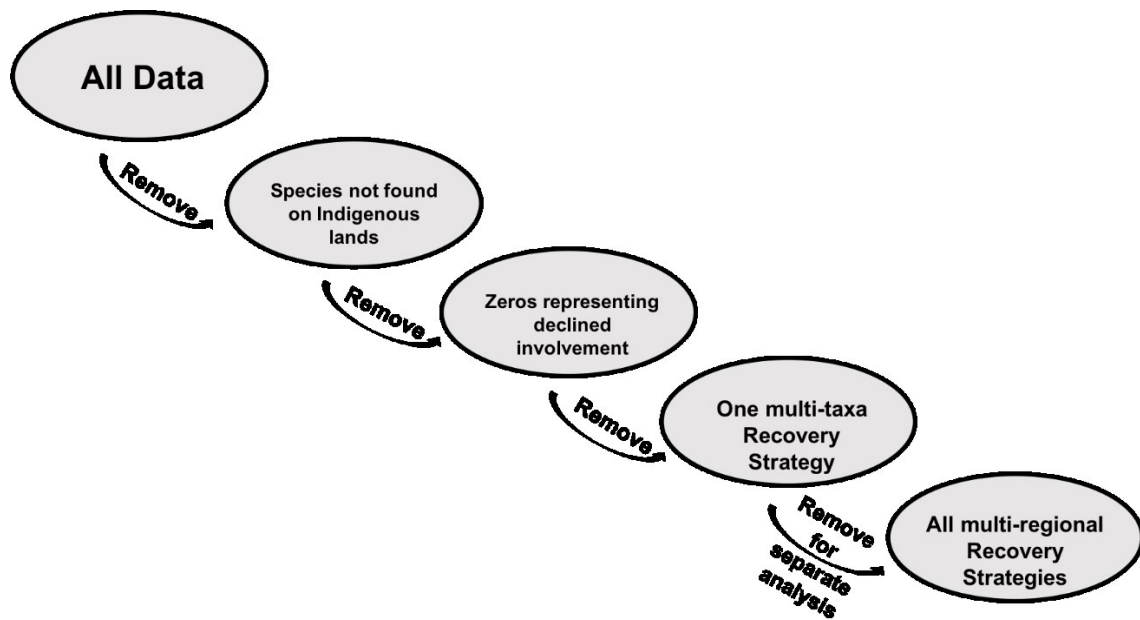 All Data
Remove
Species not found
on Indigenous
lands
Remove
Zeros representing
declined
involvement
Remove
One multi-taxa
Recovery
Strategy
Remove
for
separate
analysis
All multi-regional
Recovery
Strategies